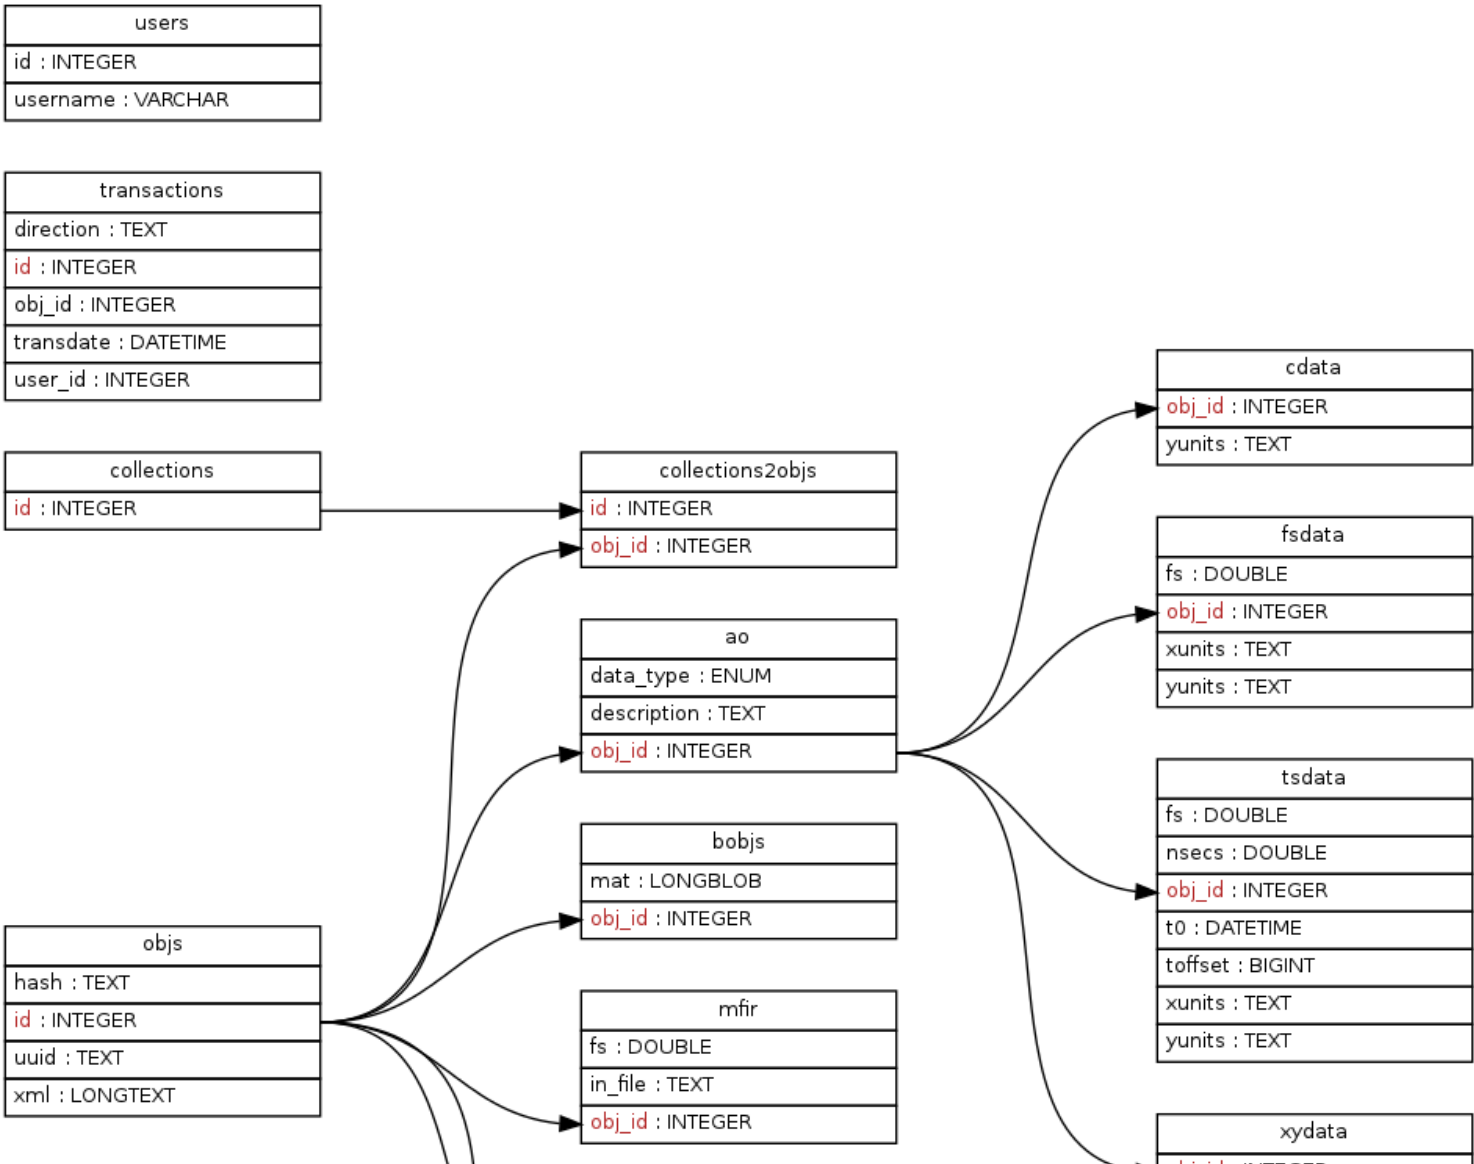 users
id : INTEGER
username : VARCHAR
transactions
direction : TEXT
id : INTEGER
obj_id : INTEGER
transdate : DATETIME
user_id : INTEGER
collections
id : INTEGER
objs
hash : TEXT
id : INTEGER
uuid : TEXT
xml : LONGTEXT
collections2objs
id : INTEGER
obj_id : INTEGER
ao
data_type : ENUM
description : TEXT
obj_id : INTEGER
bobjs
mat : LONGBLOB
obj_id : INTEGER
mfir
fs : DOUBLE
in_file : TEXT
obj_id : INTEGER
cdata
obj_id : INTEGER
yunits : TEXT
fsdata
fs : DOUBLE
obj_id : INTEGER
xunits : TEXT
yunits : TEXT
tsdata
fs : DOUBLE
nsecs : DOUBLE
obj_id : INTEGER
t0 : DATETIME
toffset : BIGINT
xunits : TEXT
yunits : TEXT
xydata